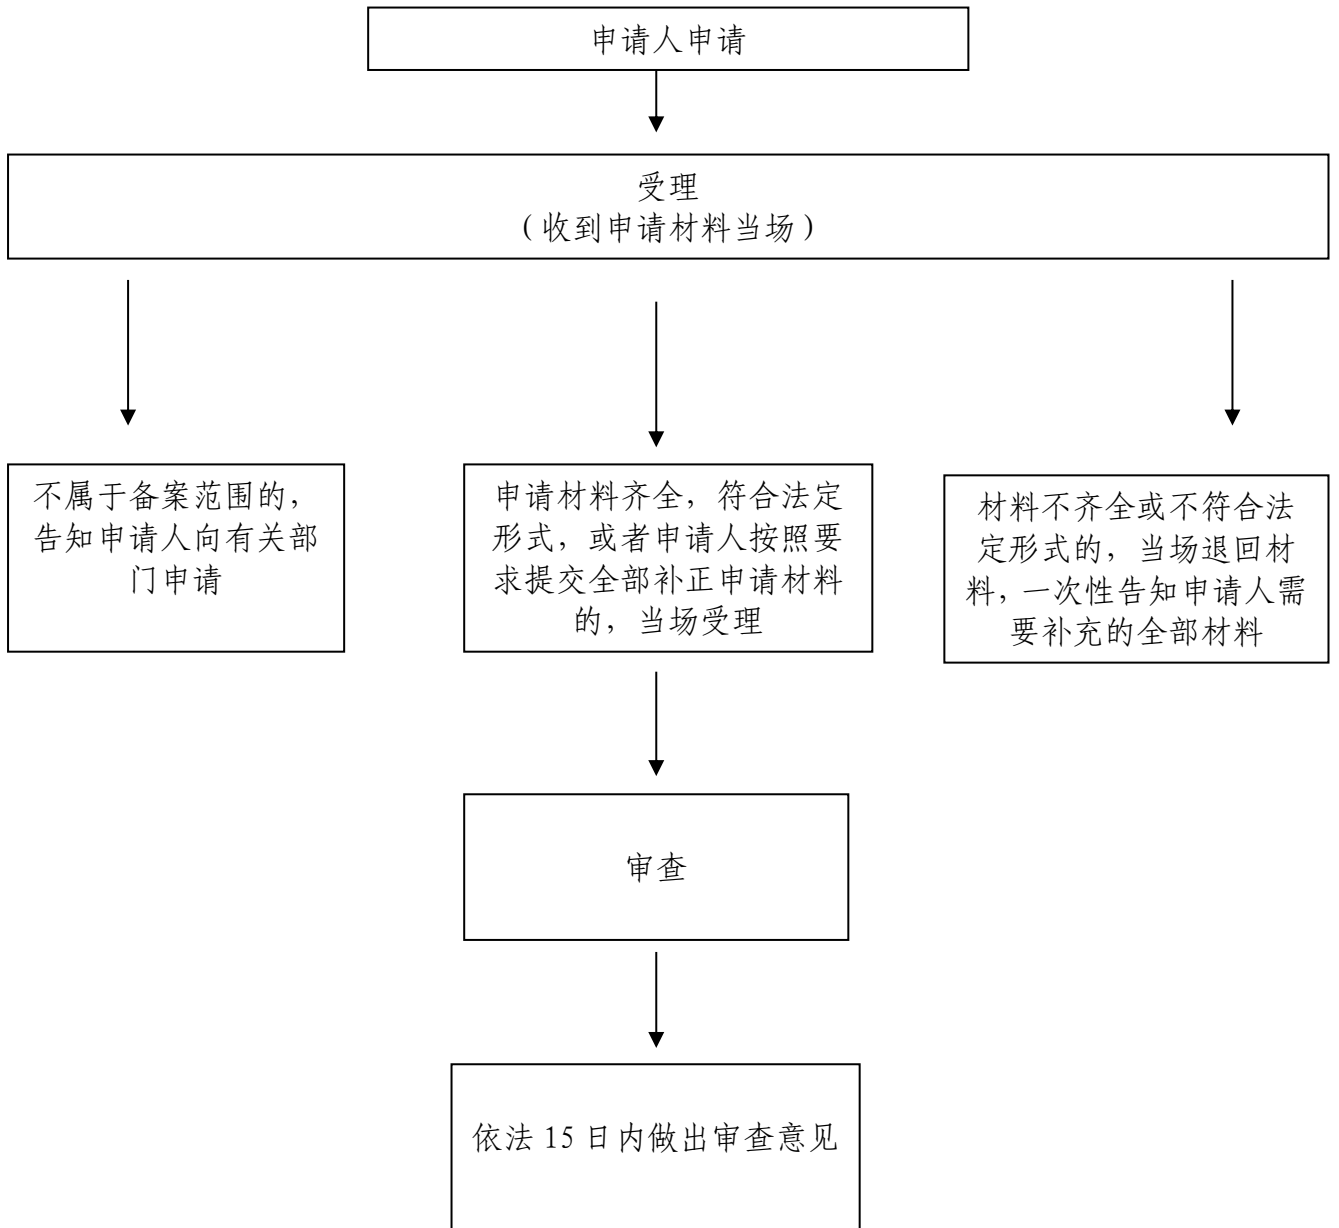 申请人申请
受理
（收到申请材料当场）
不属于备案范围的，
告知申请人向有关部
门申请
申请材料齐全，符合法定
形式，或者申请人按照要
求提交全部补正申请材料
的，当场受理
材料不齐全或不符合法
定形式的，当场退回材
料，一次性告知申请人需
要补充的全部材料
审查
依法 15 日内做出审查意见